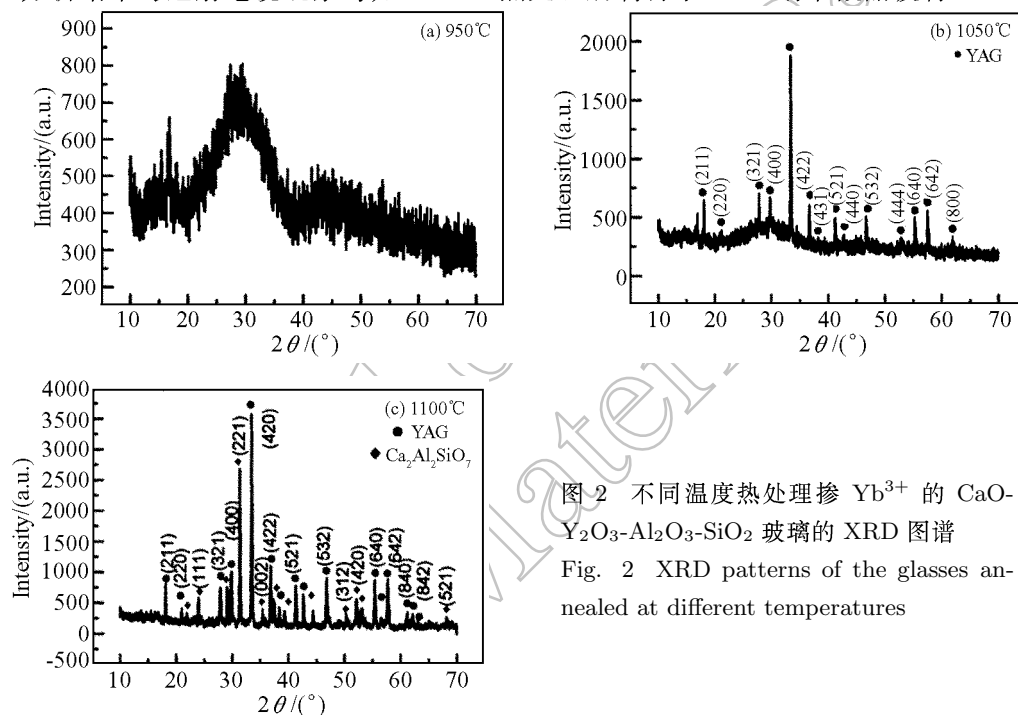 (a) 950℃
Intensity/(a.u.)
900
800
700
600
500
400
300
200
10 20 30 40 50 60 70
2θ/(°)
(b) 1050℃
● YAG
Intensity/(a.u.)
2000
1500
1000
500
0
(211)
(220)
(321)
(400)
(422)
(431)
(521)
(440)
(532)
(444)
(640)
(642)
(800)
10 20 30 40 50 60 70
2θ/(°)
(c) 1100℃
● YAG
♦ Ca₂Al₂SiO₇
Intensity/(a.u.)
4000
3500
3000
2500
2000
1500
1000
500
0
-500
(211)
(220)
(111)
(321)
(400)
(221)
(420)
(002)
(422)
(521)
(532)
(312)
(420)
(640)
(642)
(840)
(842)
(521)
10 20 30 40 50 60 70
2θ/(°)
图 2 不同温度热处理掺 Yb³⁺ 的 CaO-
Y₂O₃-Al₂O₃-SiO₂ 玻璃的 XRD 图谱
Fig. 2 XRD patterns of the glasses an-
nealed at different temperatures